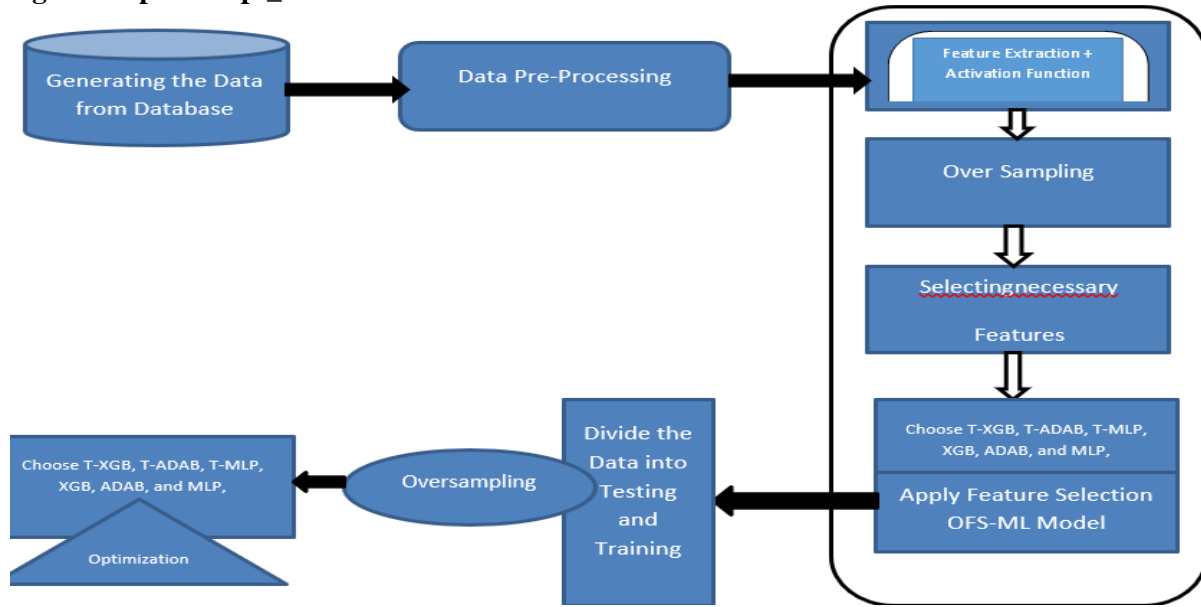 Generating the Data
from Database
Data Pre-Processing
Feature Extraction +
Activation Function
Over Sampling
Selectingnecessary
Features
Choose T-XGB, T-ADAB, T-MLP,
XGB, ADAB, and MLP,
Apply Feature Selection
OFS-ML Model
Divide the
Data into
Testing
and
Training
Oversampling
Choose T-XGB, T-ADAB, T-MLP,
XGB, ADAB, and MLP,
Optimization